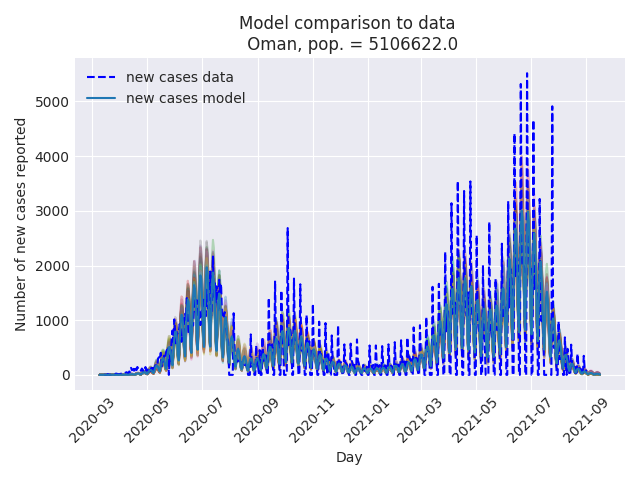 Model comparison to data
Oman, pop. = 5106622.0
new cases data
new cases model
Number of new cases reported
5000
4000
3000
2000
1000
0
2020-03
2020-05
2020-07
2020-09
2020-11
2021-01
2021-03
2021-05
2021-07
2021-09
Day